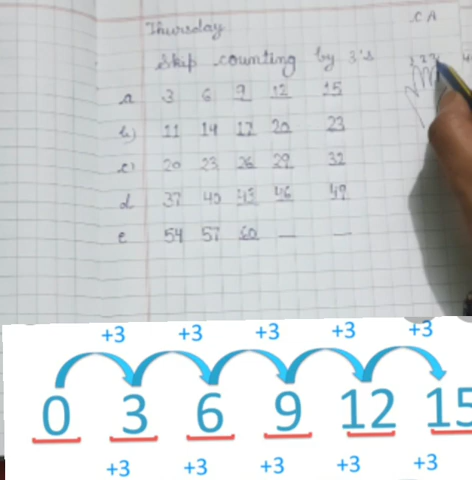 Thursday
C A
Skip counting by 3's
a 3 6 9 12 15
b) 11 14 17 20 23
c) 20 23 26 29 32
d 37 40 43 46 49
e 54 57 60 — —
+3 +3 +3 +3 +3
0 3 6 9 12 15
+3 +3 +3 +3 +3